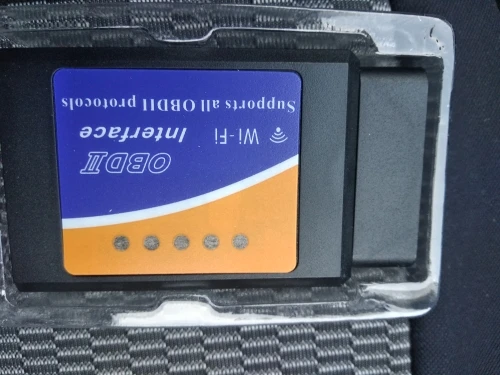 OBDII
Wi-Fi Interface
Supports all OBDII protocols